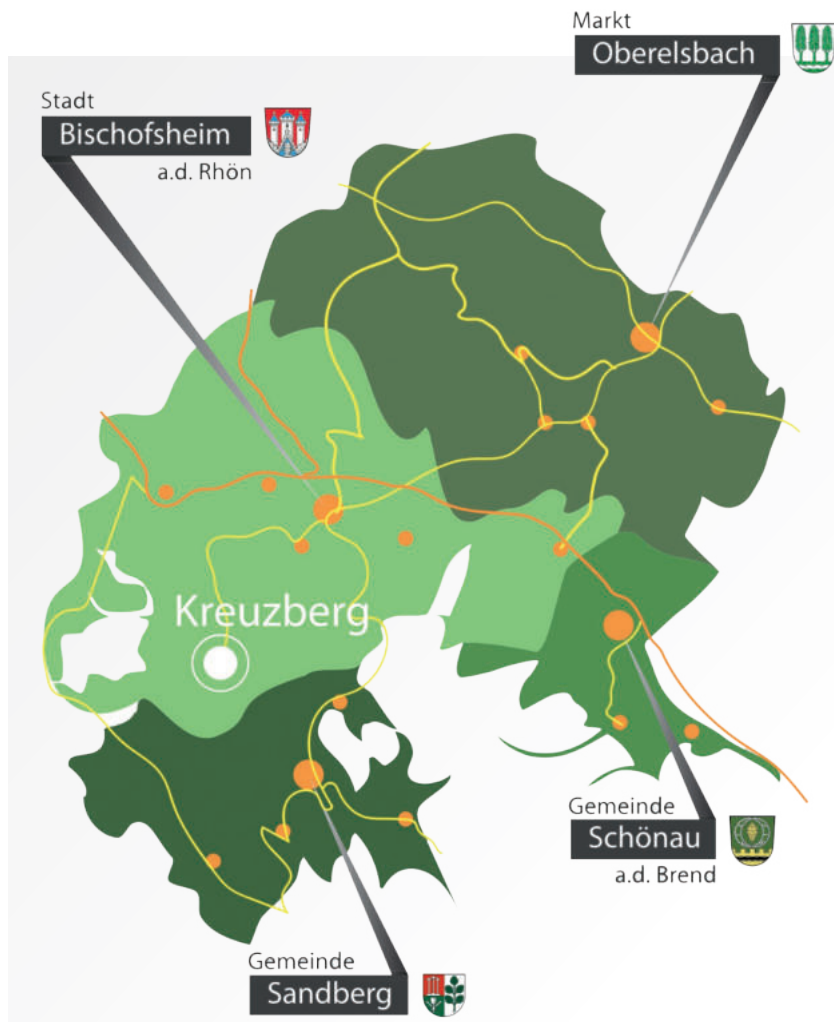 Markt
Oberelsbach
Stadt
Bischofsheim
a.d. Rhön
Kreuzberg
Gemeinde
Schönau
a.d. Brend
Gemeinde
Sandberg